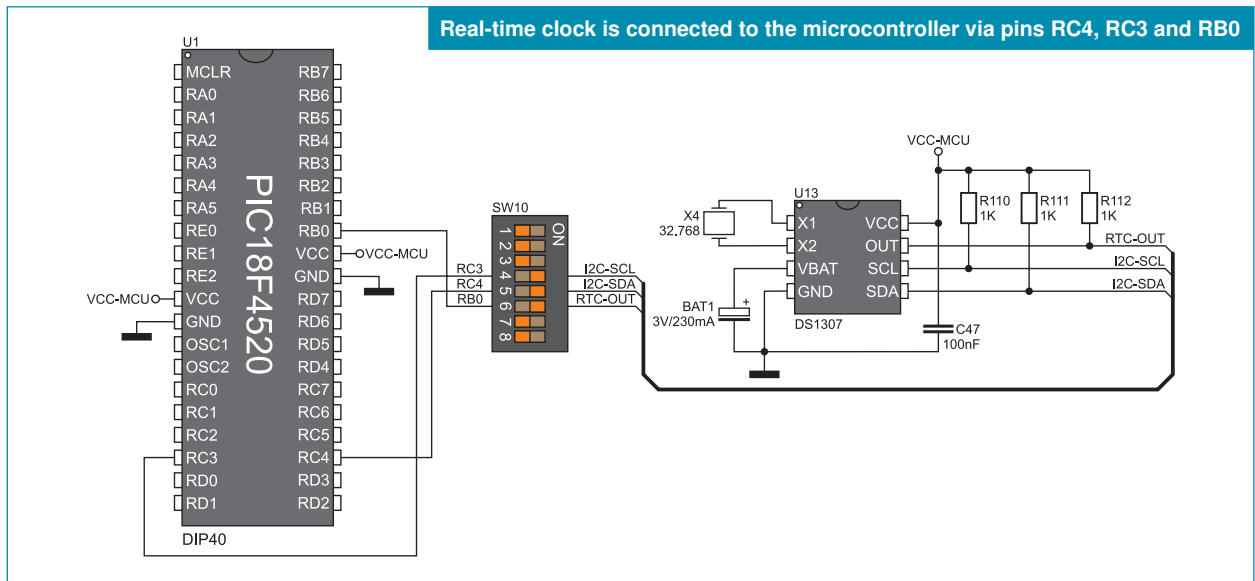 Real-time clock is connected to the microcontroller via pins RC4, RC3 and RB0
U1
MCLR RB7
RA0 RB6
RA1 RB5
RA2 RB4
RA3 RB3
RA4 RB2
RA5 RB1
RE0 RB0
RE1 VCC VCC-MCU
RE2 GND
VCC-MCU VCC RD7
GND RD6
OSC1 RD5
OSC2 RD4
RC0 RC7
RC1 RC6
RC2 RC5
RC3 RC4
RD0 RD3
RD1 RD2
PIC18F4520
DIP40
SW10
ON
1
2
3
4
5
6
7
8
RC3 I2C-SCL
RC4 I2C-SDA
RB0 RTC-OUT
VCC-MCU
U13
X4
32.768
X1 VCC
X2 OUT
VBAT SCL
GND SDA
DS1307
BAT1 +
3V/230mA
R110
1K
R111
1K
R112
1K
RTC-OUT
I2C-SCL
I2C-SDA
C47
100nF